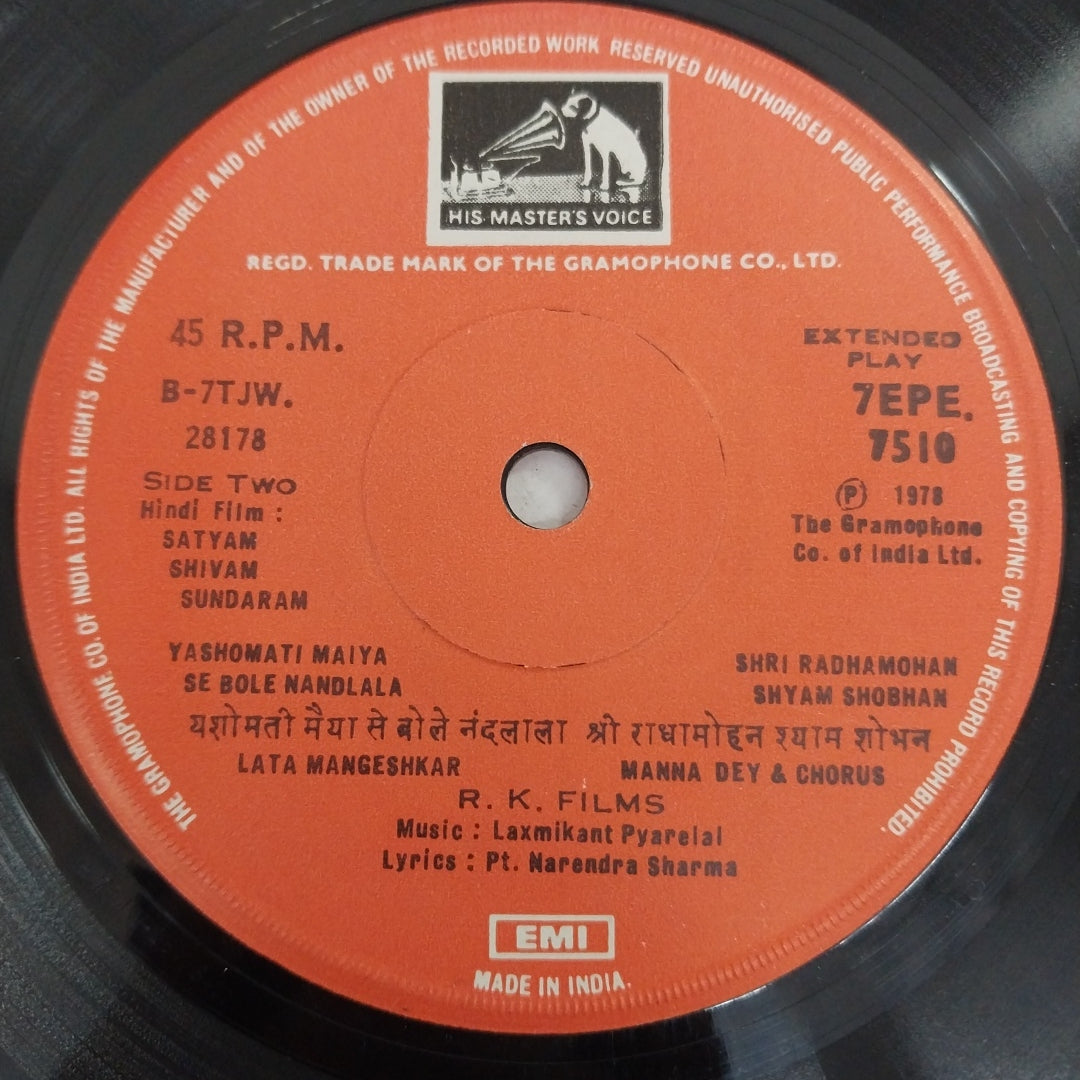 THE GRAMOPHONE CO. OF INDIA LTD. ALL RIGHTS OF THE MANUFACTURER AND OF THE OWNER OF THE RECORDED WORK RESERVED UNAUTHORISED PUBLIC PERFORMANCE BROADCASTING AND COPYING OF THIS RECORD PROHIBITED.
HIS MASTER'S VOICE
REGD. TRADE MARK OF THE GRAMOPHONE CO., LTD.
45 R.P.M.
B-7TJW.
28178
SIDE TWO
Hindi Film :
SATYAM
SHIVAM
SUNDARAM
EXTENDED
PLAY
7EPE.
7510
Ⓟ 1978
The Gramophone
Co. of India Ltd.
YASHOMATI MAIYA
SE BOLE NANDLALA
SHRI RADHAMOHAN
SHYAM SHOBHAN
यशोमती मैया से बोले नंदलाला श्री राधामोहन श्याम शोभन
LATA MANGESHKAR MANNA DEY & CHORUS
R. K. FILMS
Music : Laxmikant Pyarelal
Lyrics : Pt. Narendra Sharma
EMI
MADE IN INDIA.